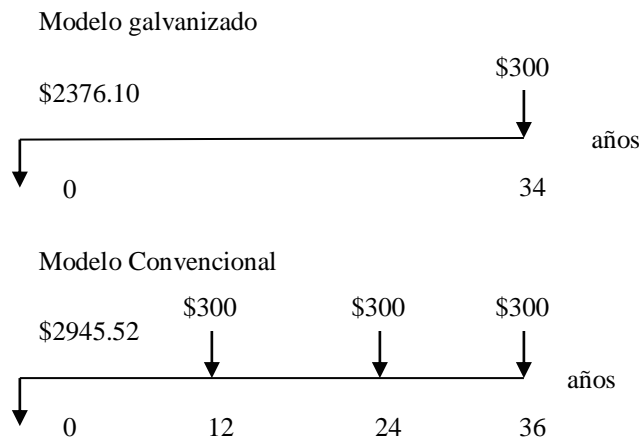 Modelo galvanizado
$300
$2376.10
años
0 34
Modelo Convencional
$300 $300 $300
$2945.52
años
0 12 24 36